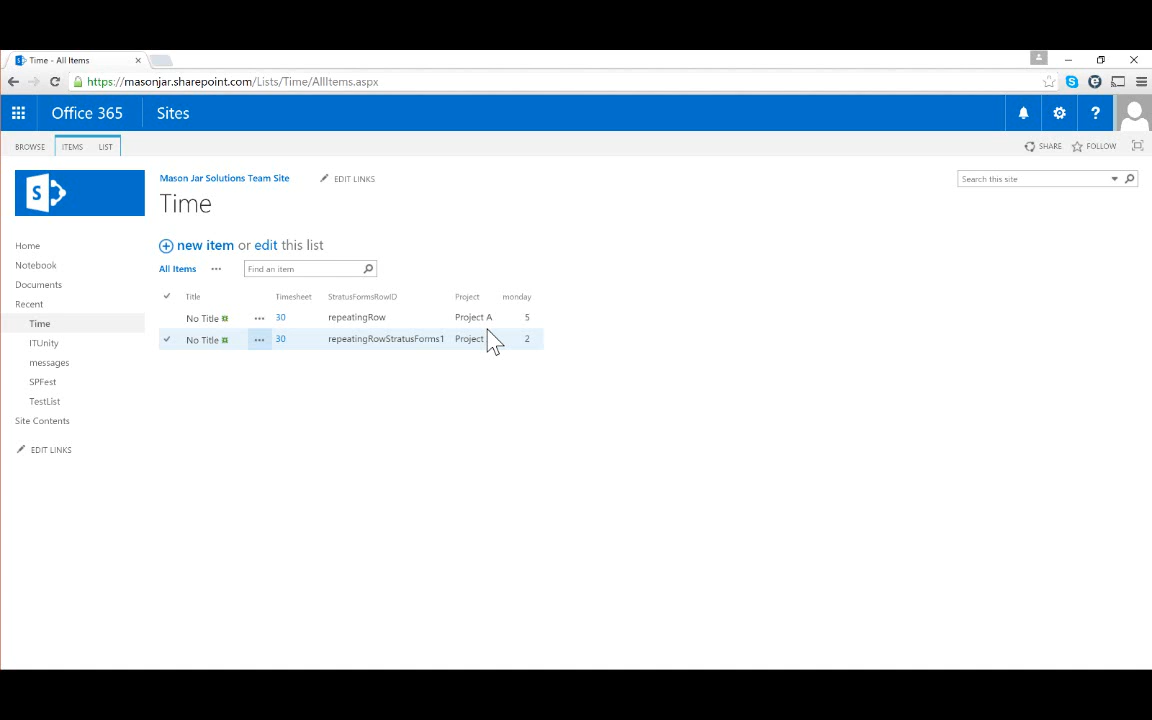 Time - All Items
https://masonjar.sharepoint.com/Lists/Time/AllItems.aspx
Office 365 Sites
BROWSE ITEMS LIST SHARE FOLLOW
S
Mason Jar Solutions Team Site EDIT LINKS Search this site
Time
Home
Notebook
Documents
Recent
Time
ITUnity
messages
SPFest
TestList
Site Contents
EDIT LINKS
new item or edit this list
All Items ... Find an item
Title Timesheet StratusFormsRowID Project monday
No Title ... 30 repeatingRow Project A 5
No Title ... 30 repeatingRowStratusForms1 Project 2